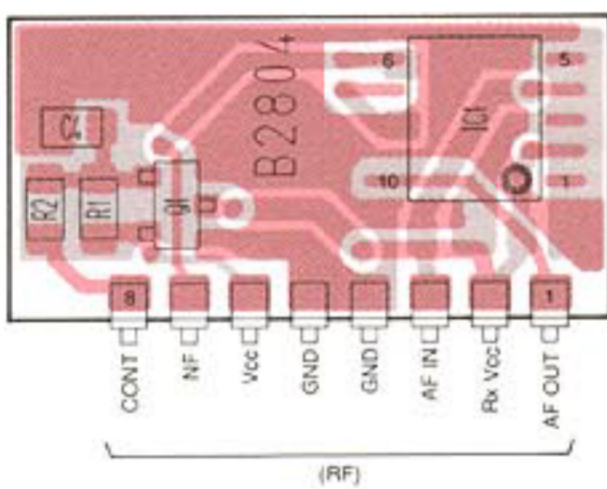 B2804
6
5
IC1
C4
10
1
R2
R1
Q1
8
1
CONT
NF
Vcc
GND
GND
AF IN
Rx Vcc
AF OUT
(RF)